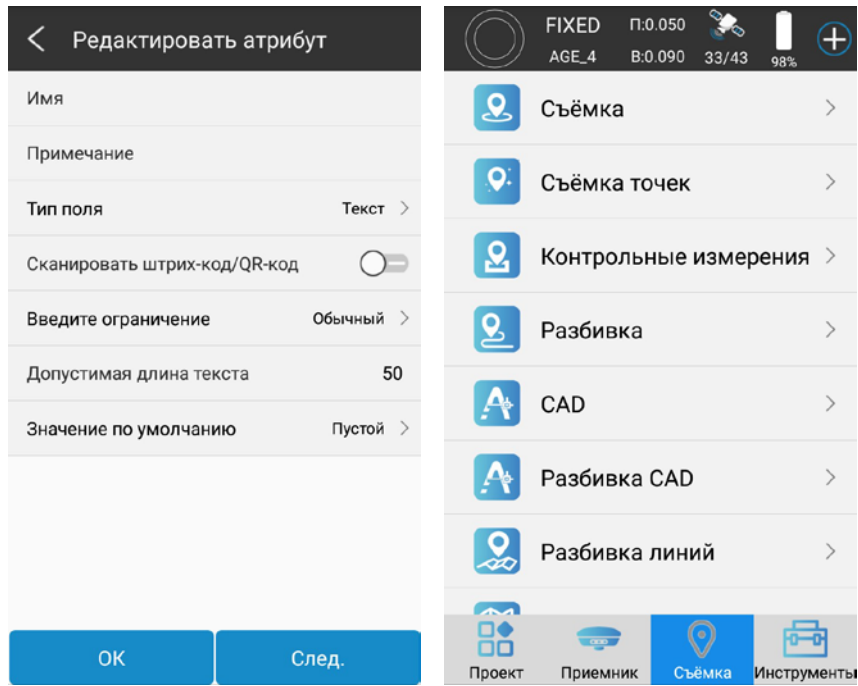 Редактировать атрибут
Имя
Примечание
Тип поля Текст
Сканировать штрих-код/QR-код
Введите ограничение Обычный
Допустимая длина текста 50
Значение по умолчанию Пустой
ОК След.
FIXED П:0.050
AGE_4 В:0.090 33/43 98%
Съёмка
Съёмка точек
Контрольные измерения
Разбивка
CAD
Разбивка CAD
Разбивка линий
Проект Приемник Съёмка Инструменты